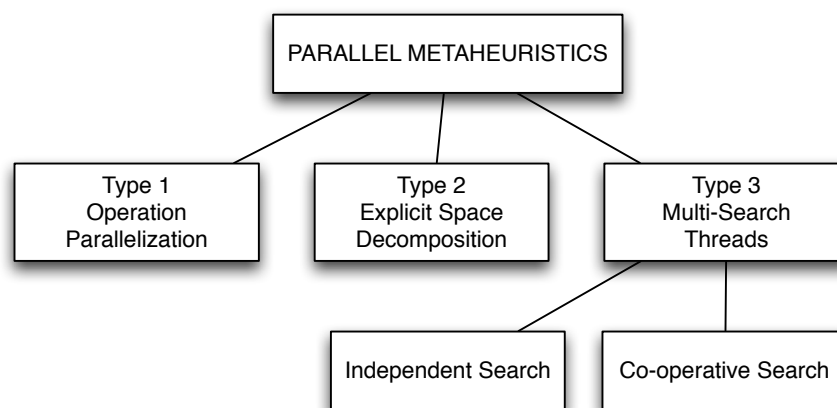 PARALLEL METAHEURISTICS
Type 1
Operation
Parallelization
Type 2
Explicit Space
Decomposition
Type 3
Multi-Search
Threads
Independent Search
Co-operative Search